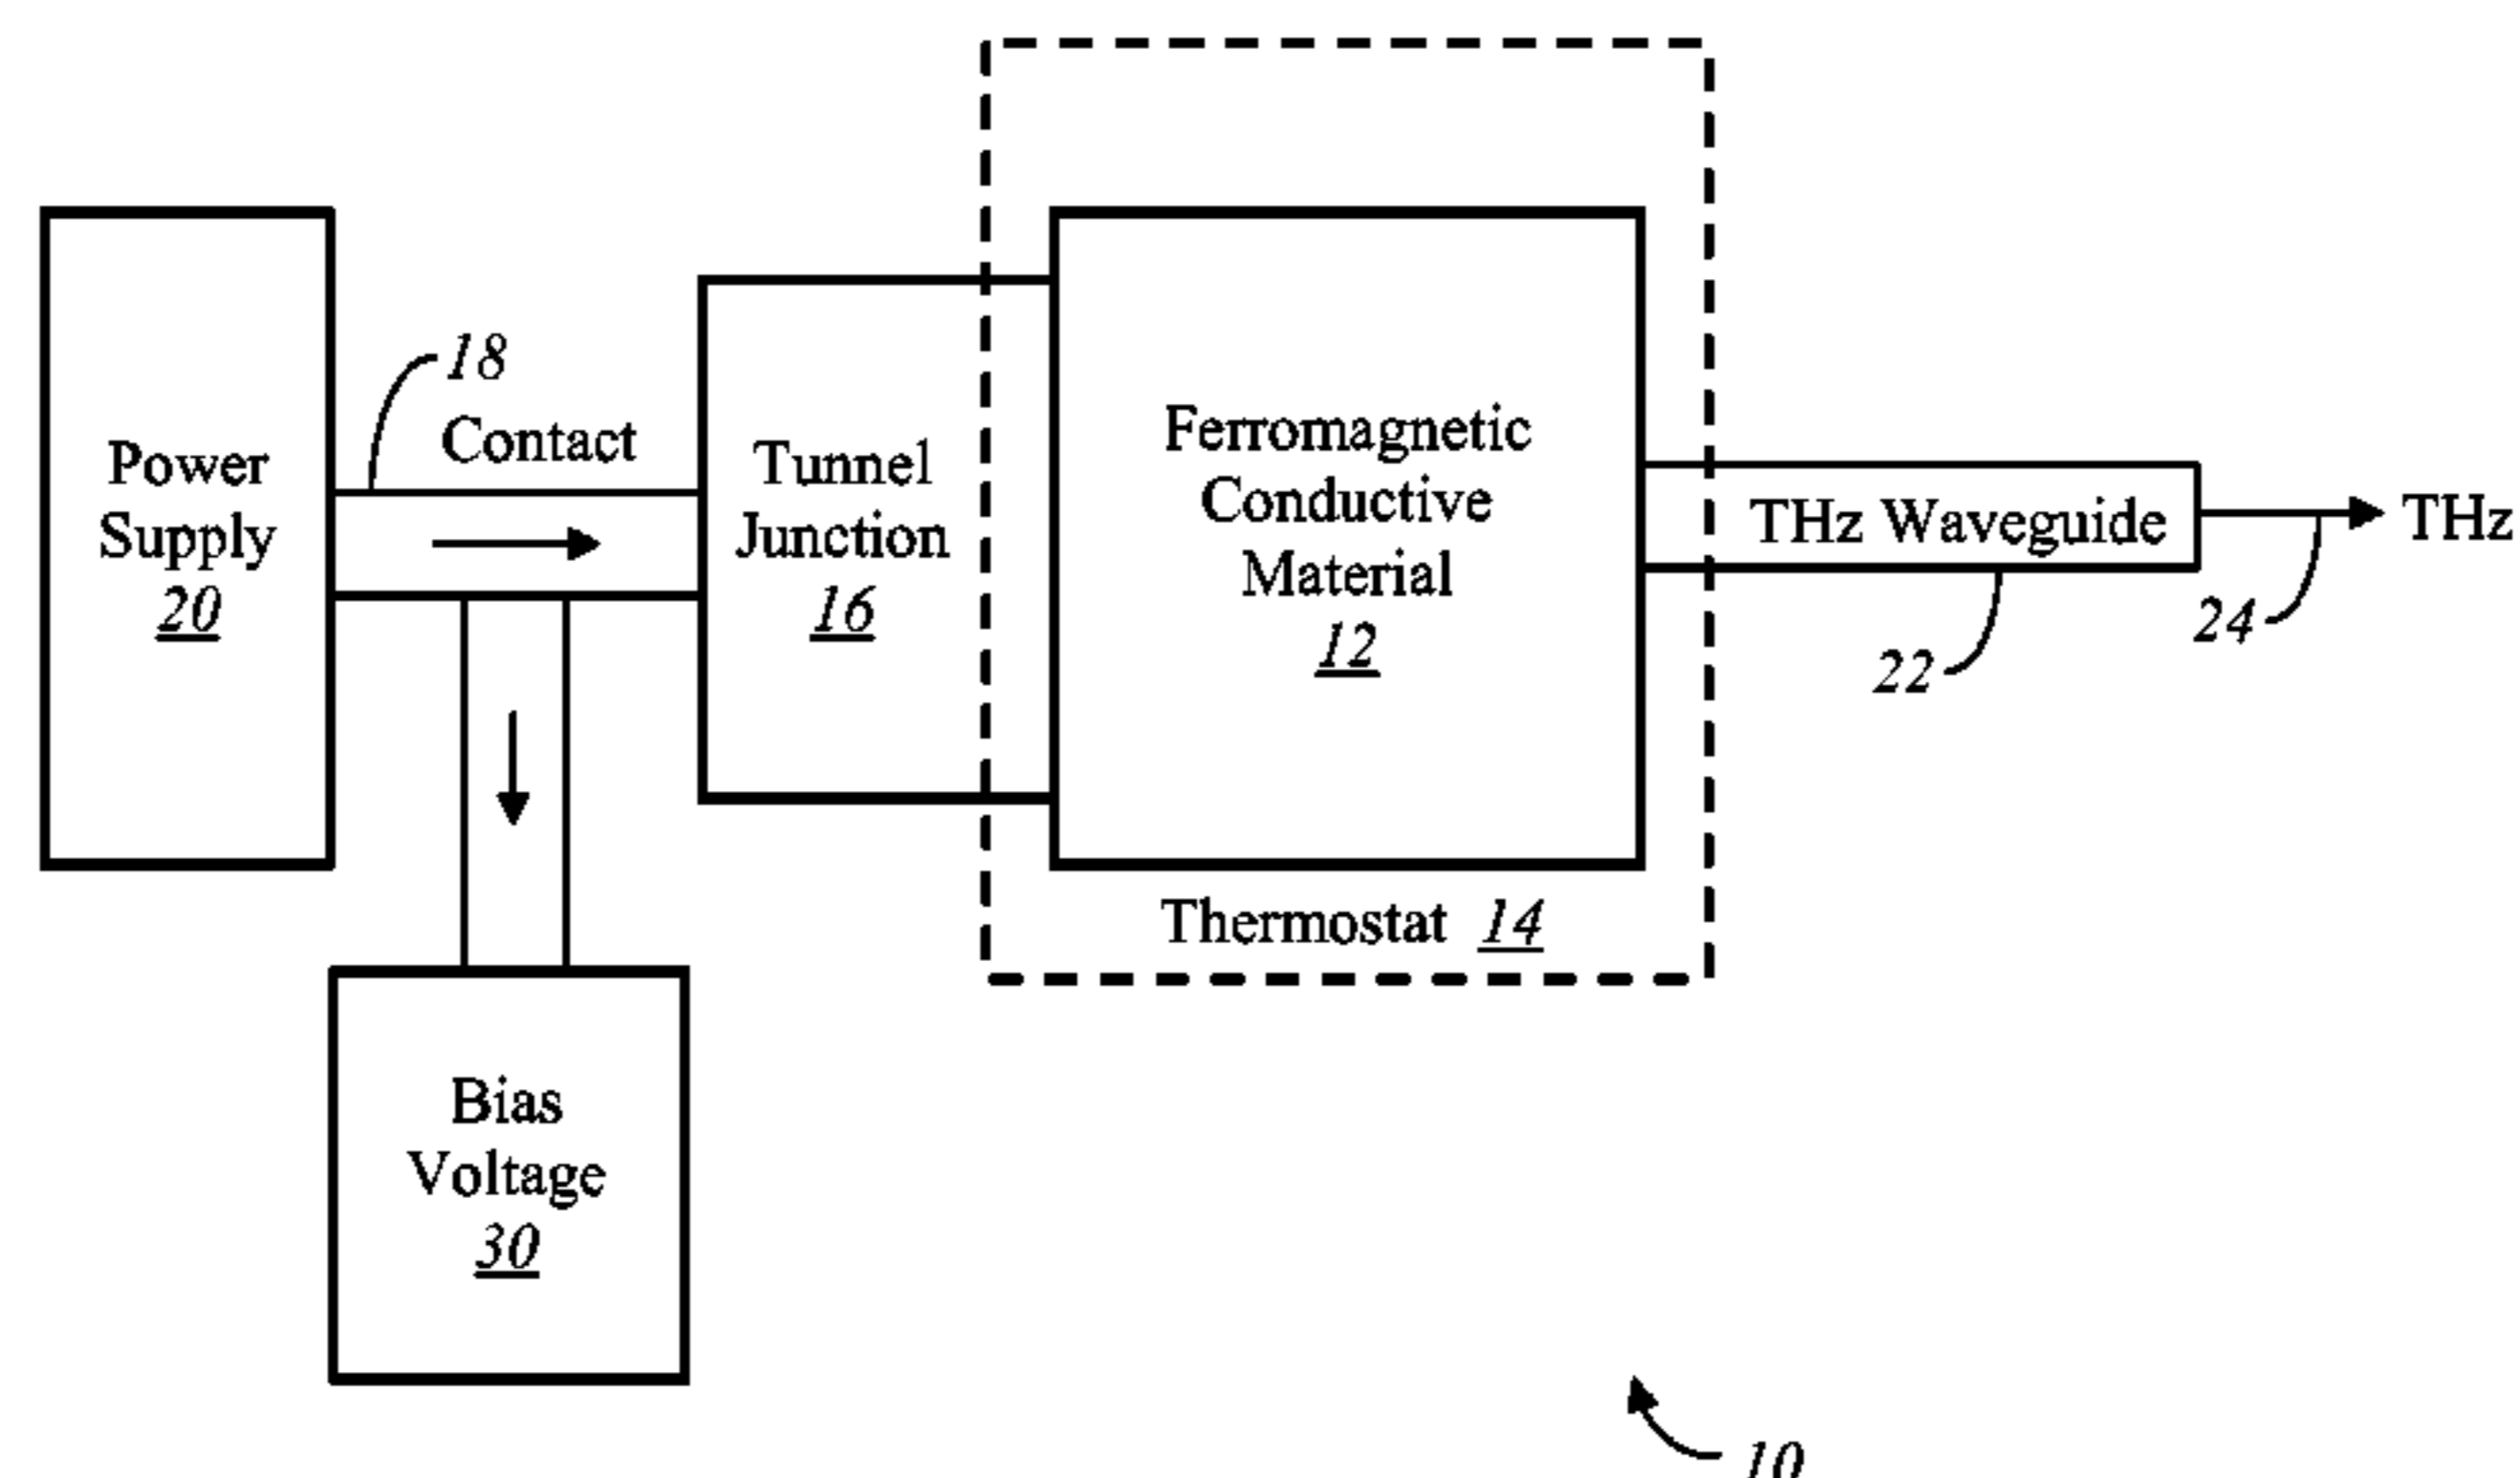 Power
Supply
20
18
Contact
Tunnel
Junction
16
Ferromagnetic
Conductive
Material
12
Thermostat 14
THz Waveguide
22
THz
24
Bias
Voltage
30
10